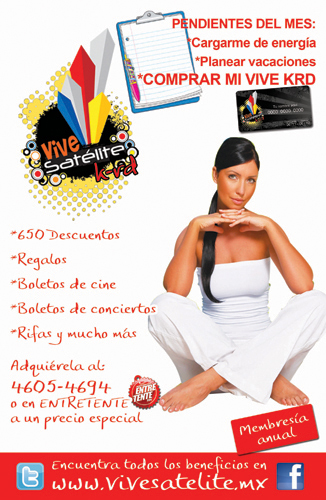 PENDIENTES DEL MES:
*Cargarme de energía
*Planear vacaciones
*COMPRAR MI VIVE KRD
Vive
Satélite
k-rd
*650 Descuentos
*Regalos
*Boletos de cine
*Boletos de conciertos
*Rifas y mucho más
Adquiérela al:
4605-4694
o en ENTRETENTE
a un precio especial
ENTRE
TENTE
Membresía
anual
Encuentra todos los beneficios en
www.vivesatelite.mx